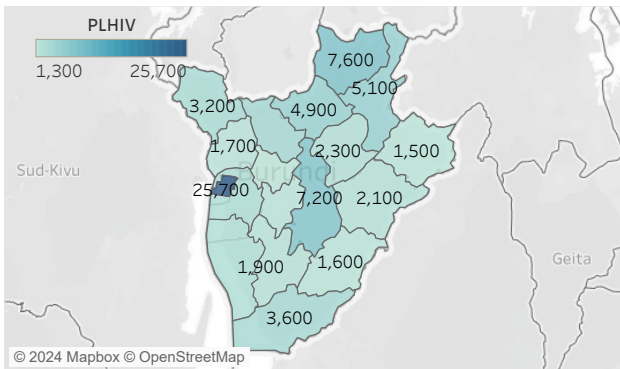 PLHIV
1,300 25,700
7,600
5,100
3,200
4,900
1,700
2,300
1,500
Sud-Kivu
Burundi
25,700
7,200
2,100
1,900
1,600
Geita
3,600
© 2024 Mapbox © OpenStreetMap